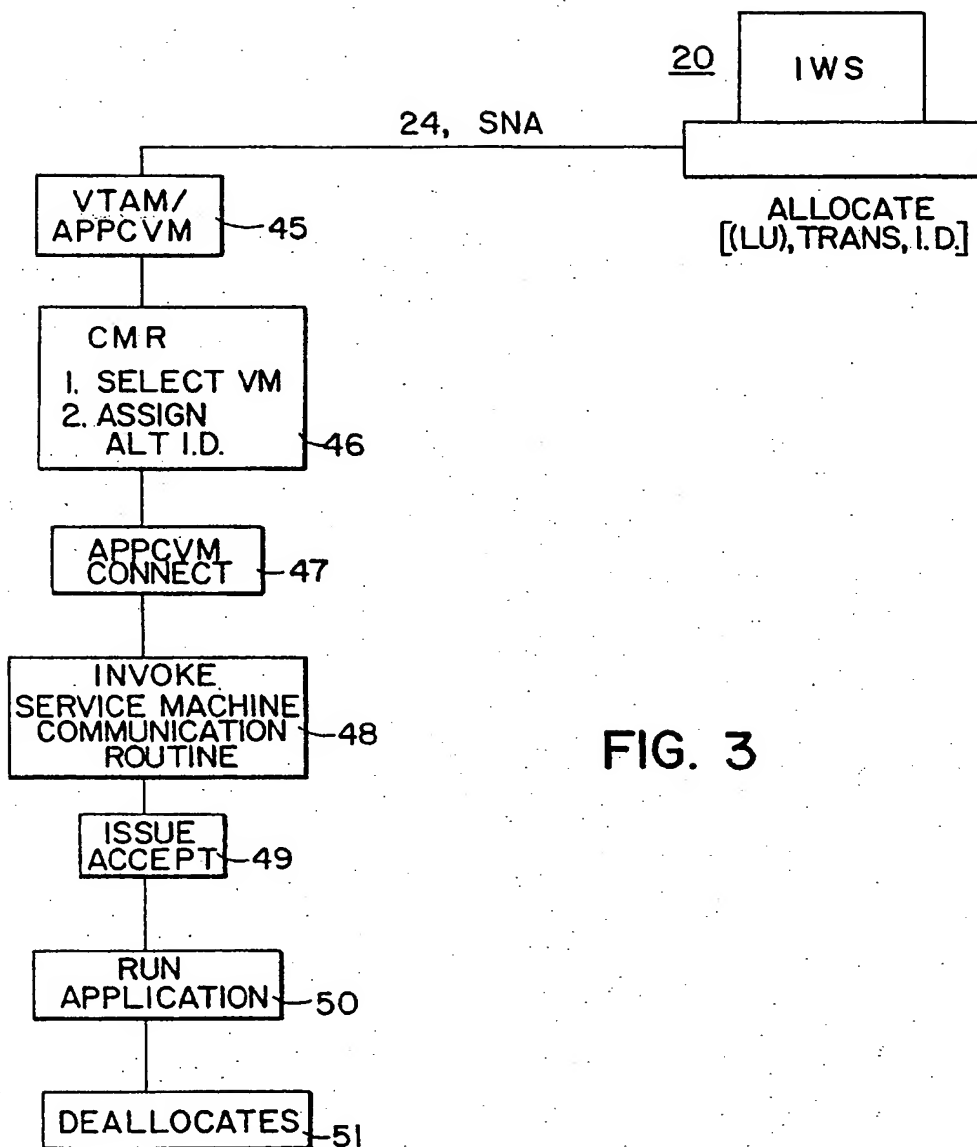 20
IWS
24, SNA
ALLOCATE
[(LU), TRANS, I.D.]
VTAM/
APPCVM
45
CMR
1. SELECT VM
2. ASSIGN
ALT I.D.
46
APPCVM
CONNECT
47
INVOKE
SERVICE MACHINE
COMMUNICATION
ROUTINE
48
FIG. 3
ISSUE
ACCEPT
49
RUN
APPLICATION
50
DEALLOCATES
51